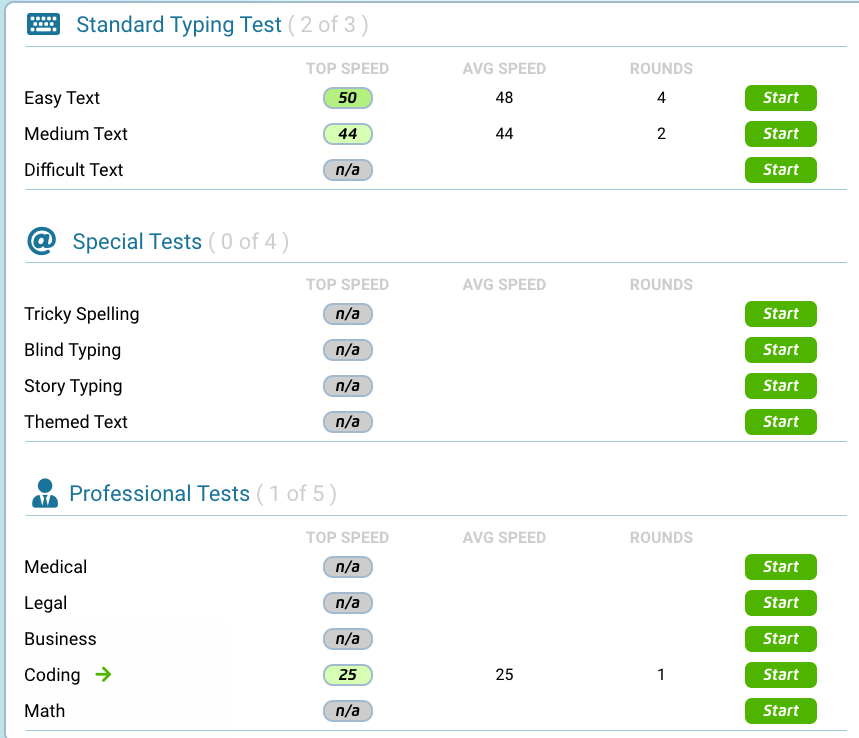 Standard Typing Test ( 2 of 3 )
TOP SPEED AVG SPEED ROUNDS
Easy Text 50 48 4 Start
Medium Text 44 44 2 Start
Difficult Text n/a Start
@ Special Tests ( 0 of 4 )
TOP SPEED AVG SPEED ROUNDS
Tricky Spelling n/a Start
Blind Typing n/a Start
Story Typing n/a Start
Themed Text n/a Start
Professional Tests ( 1 of 5 )
TOP SPEED AVG SPEED ROUNDS
Medical n/a Start
Legal n/a Start
Business n/a Start
Coding → 25 25 1 Start
Math n/a Start